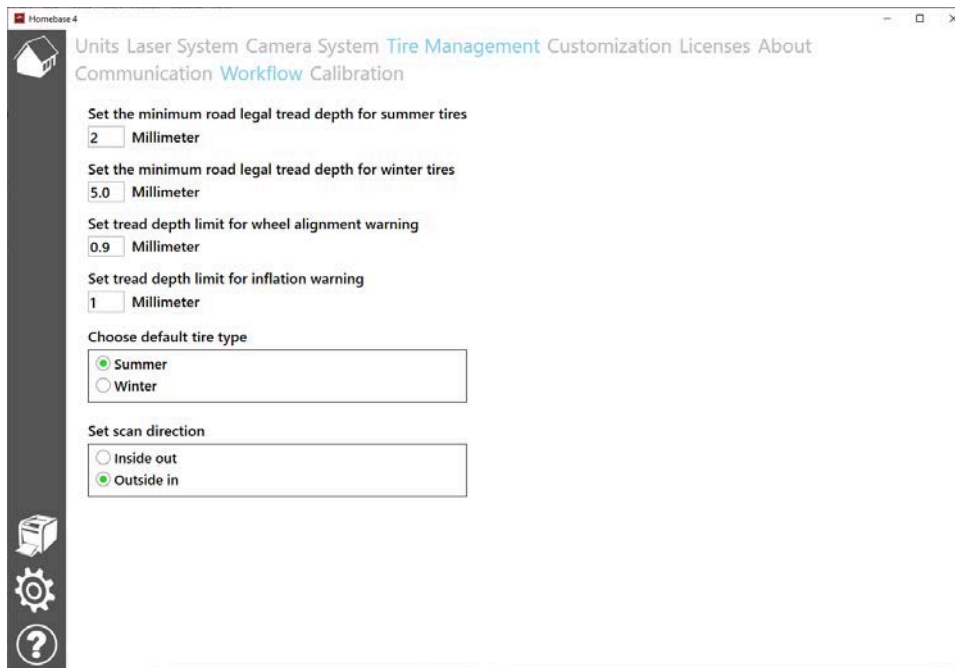 Homebase 4
Units Laser System Camera System Tire Management Customization Licenses About
Communication Workflow Calibration
Set the minimum road legal tread depth for summer tires
2 Millimeter
Set the minimum road legal tread depth for winter tires
5.0 Millimeter
Set tread depth limit for wheel alignment warning
0.9 Millimeter
Set tread depth limit for inflation warning
1 Millimeter
Choose default tire type
Summer
Winter
Set scan direction
Inside out
Outside in
?